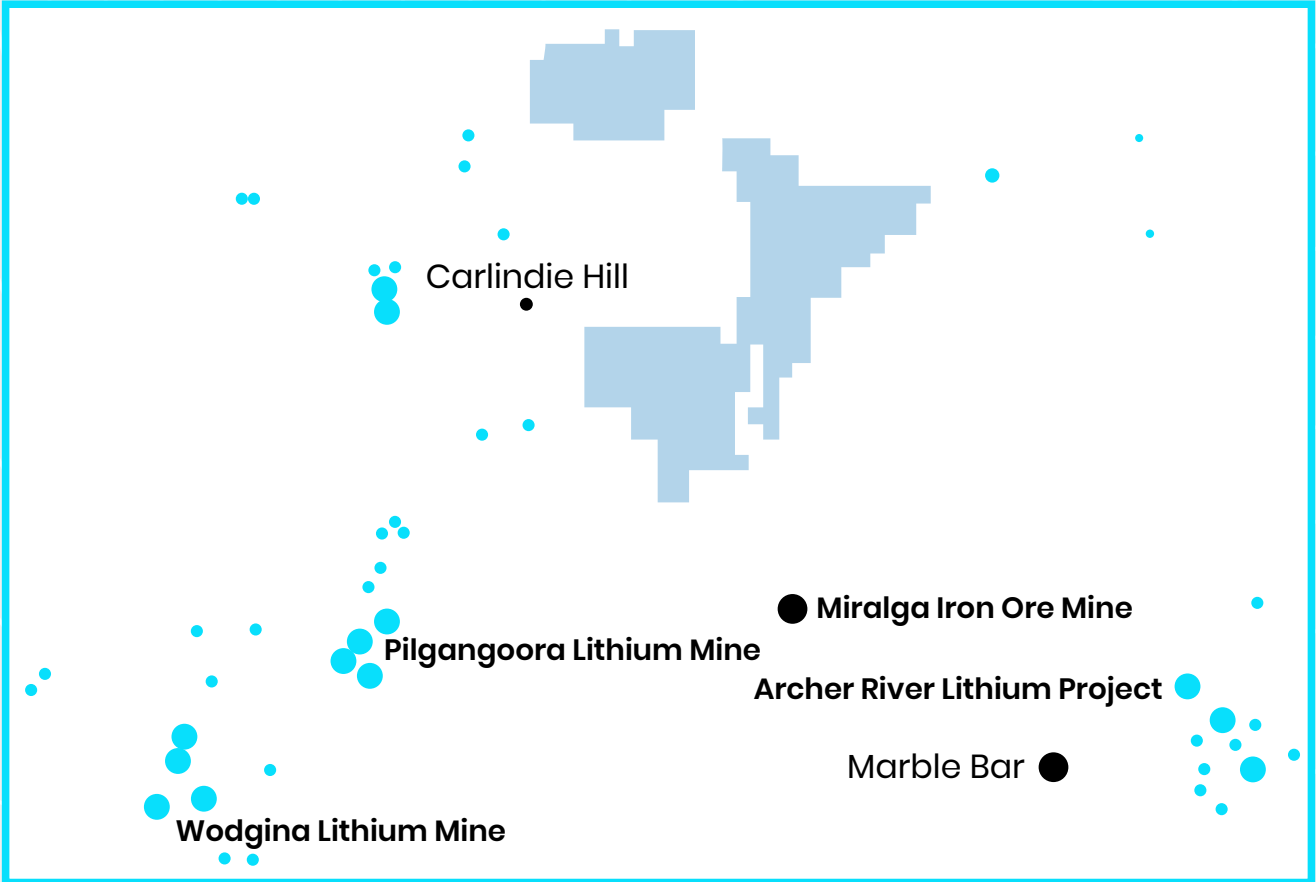 Carlindie Hill
Miralga Iron Ore Mine
Pilgangoora Lithium Mine
Archer River Lithium Project
Marble Bar
Wodgina Lithium Mine